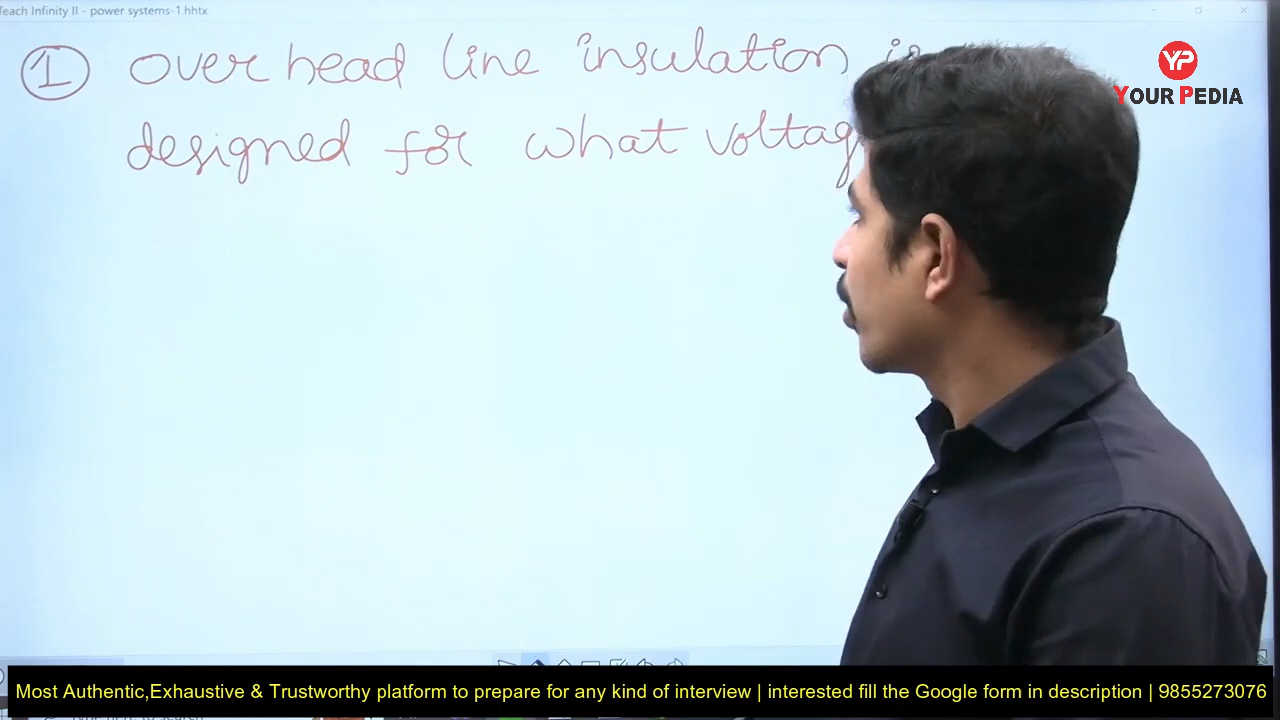 Teach Infinity II - power systems-1.hhtx
YP
YOUR PEDIA
① over head line insulation is
designed for what voltag
Most Authentic,Exhaustive & Trustworthy platform to prepare for any kind of interview | interested fill the Google form in description | 9855273076